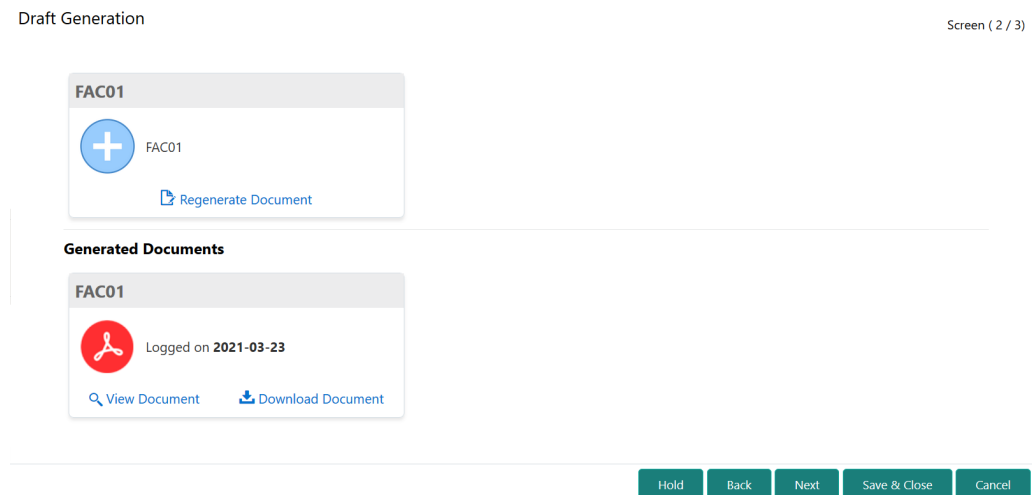 Draft Generation
Screen ( 2 / 3)
FAC01
FAC01
Regenerate Document
Generated Documents
FAC01
Logged on 2021-03-23
View Document Download Document
Hold Back Next Save & Close Cancel